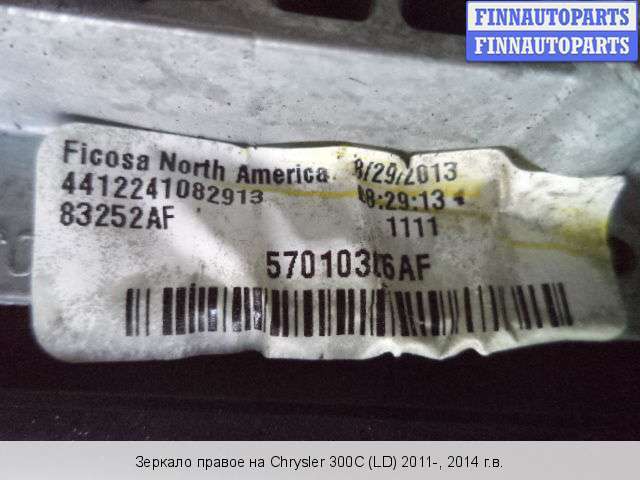 FINNAUTOPARTS
FINNAUTOPARTS
Ficosa North America 8/29/2013
4412241082913 08:29:13
83252AF 1111
Зеркало правое на Chrysler 300C (LD) 2011-, 2014 г.в.